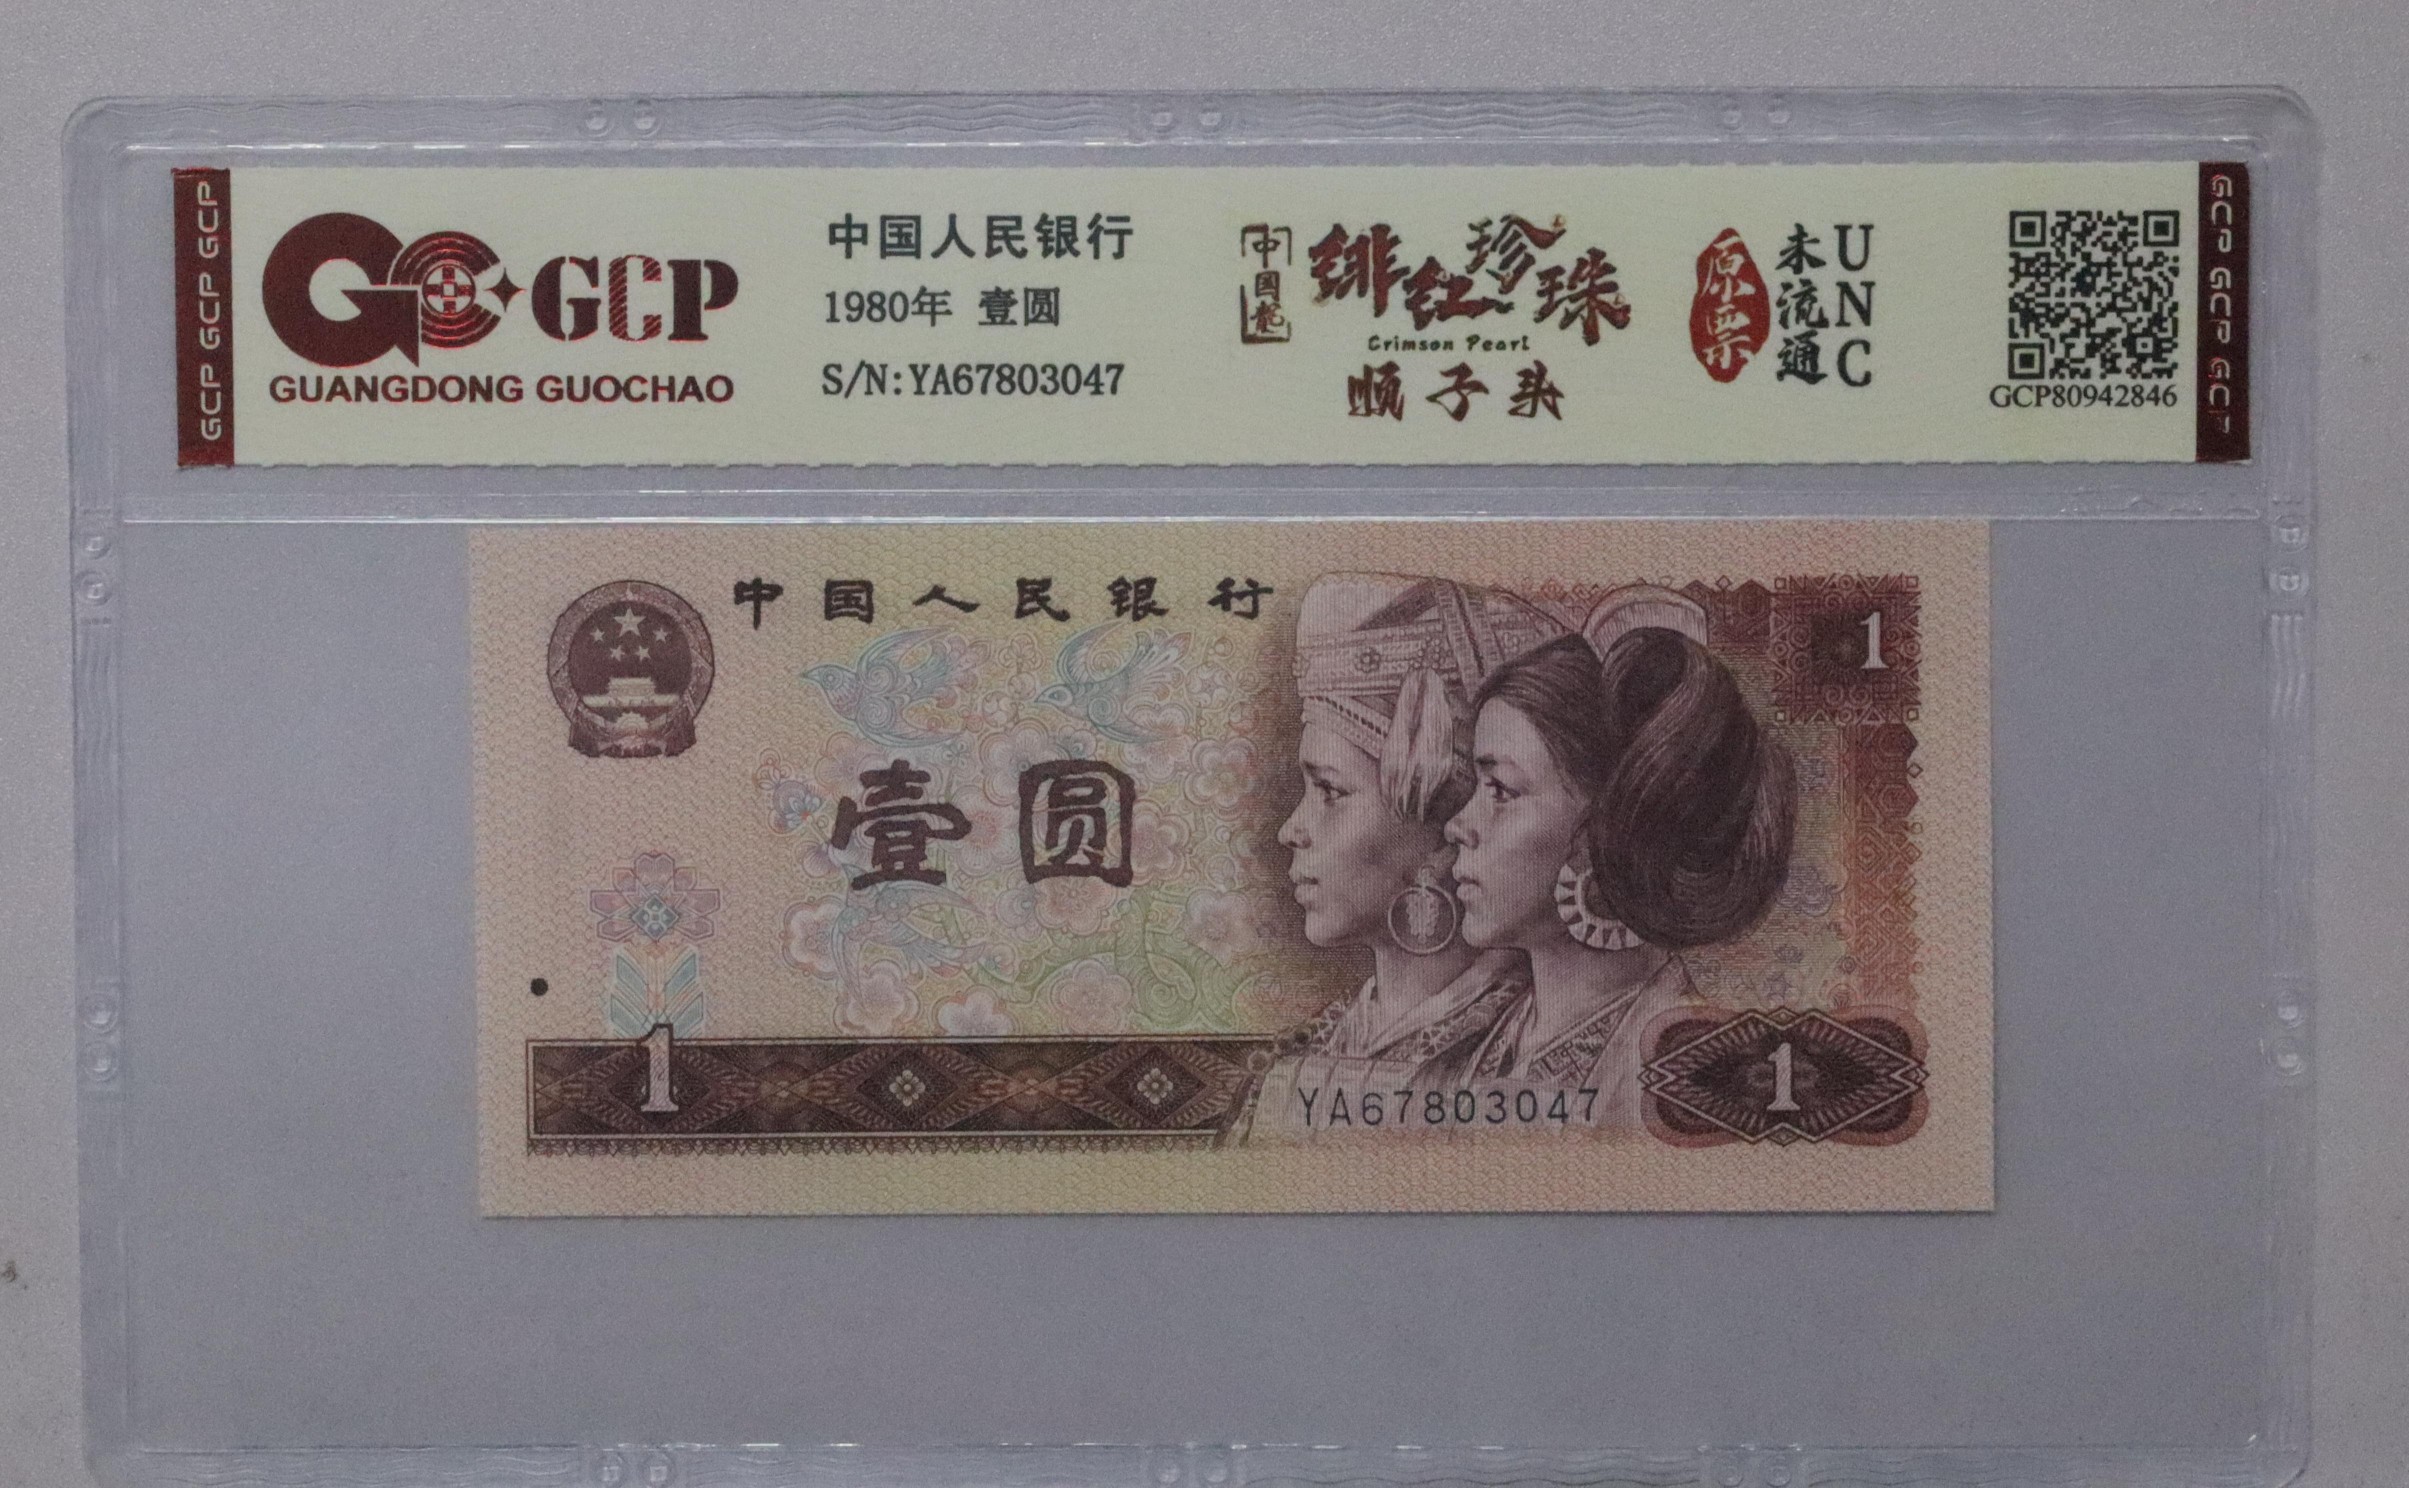 GCP GCP GCP
GCP
GUANGDONG GUOCHAO
中国人民银行
1980年 壹圆
S/N:YA67803047
中国龍
绯红珍珠
Crimson Pearl
顺子头
原票
未流通
UNC
GCP80942846
GCP GCP GCP
中国人民银行
1
壹圆
1
1
YA67803047